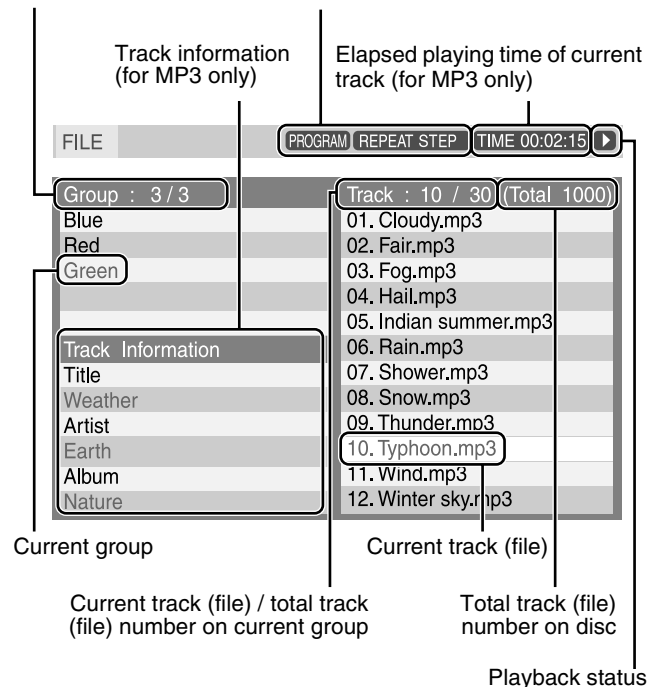 Track information
(for MP3 only)
Elapsed playing time of current
track (for MP3 only)
FILE
PROGRAM REPEAT STEP TIME 00:02:15
Group : 3/3
Blue
Red
Green
Track Information
Title
Weather
Artist
Earth
Album
Nature
Track : 10 / 30 (Total 1000)
01. Cloudy.mp3
02. Fair.mp3
03. Fog.mp3
04. Hail.mp3
05. Indian summer.mp3
06. Rain.mp3
07. Shower.mp3
08. Snow.mp3
09. Thunder.mp3
10. Typhoon.mp3
11. Wind.mp3
12. Winter sky.mp3
Current group
Current track (file)
Current track (file) / total track
(file) number on current group
Total track (file)
number on disc
Playback status